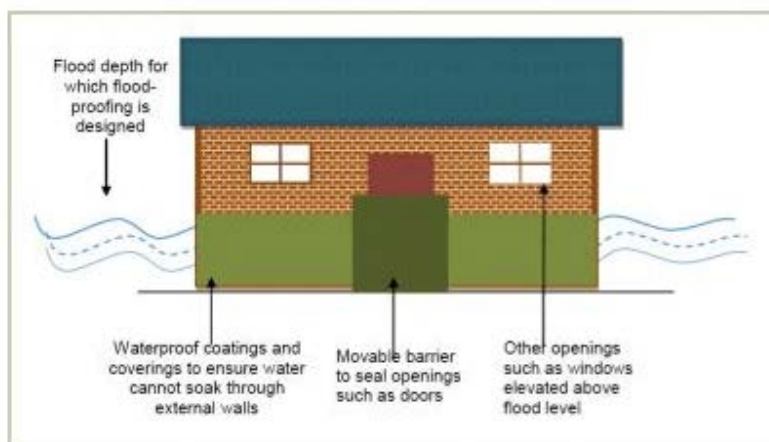 Flood depth for
which flood-
proofing is
designed
Waterproof coatings and
coverings to ensure water
cannot soak through
external walls
Movable barrier
to seal openings
such as doors
Other openings
such as windows
elevated above
flood level